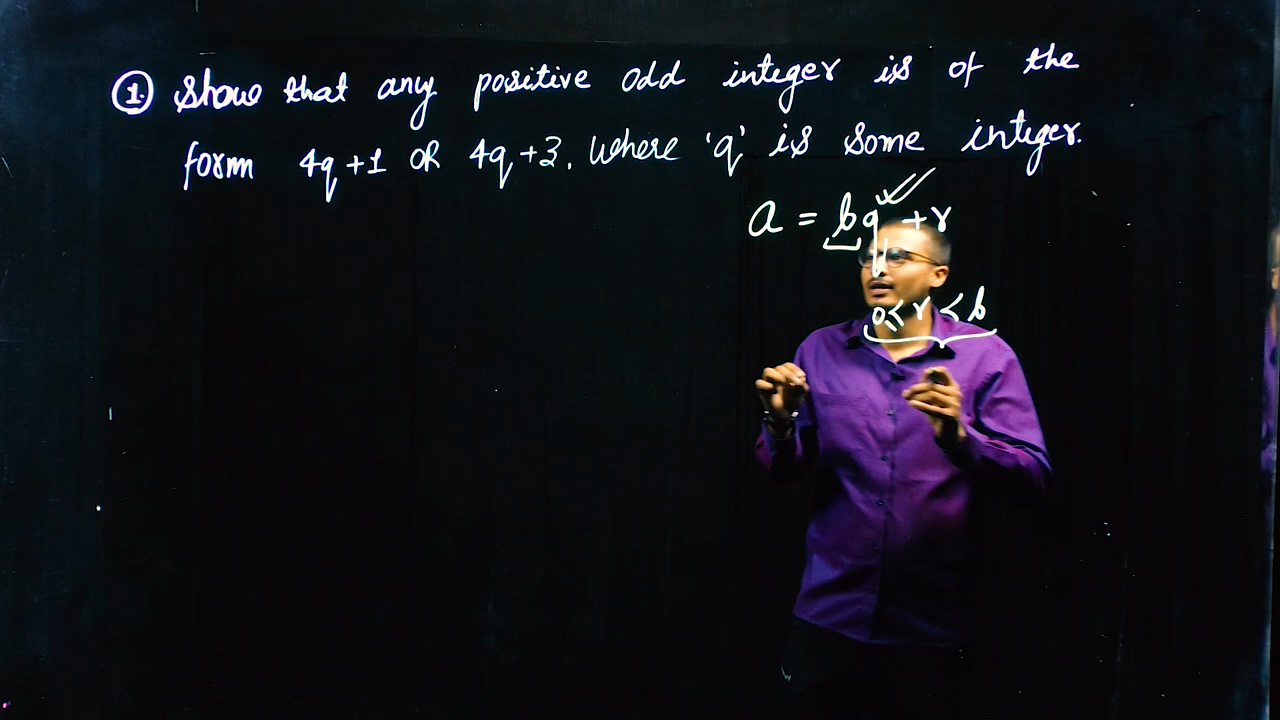 ① Show that any positive odd integer is of the
form 4q+1 OR 4q+3, where 'q' is some integer.
a = bq + r
0 ≤ r < b